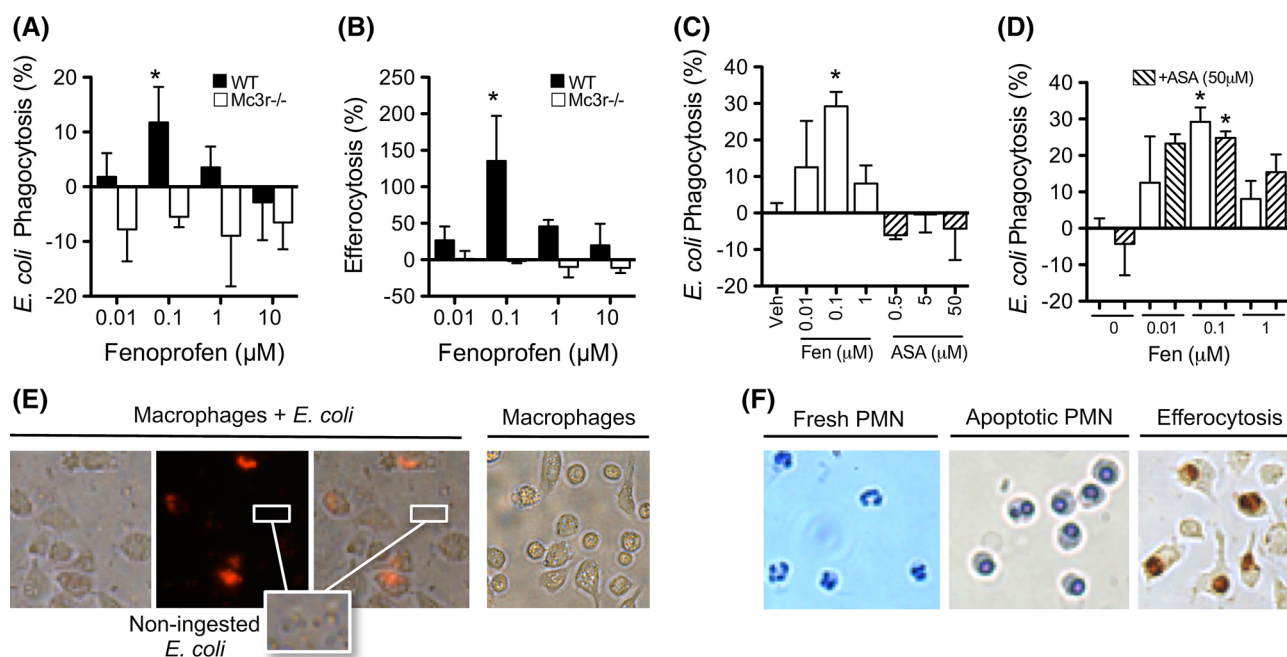 (A)
E. coli Phagocytosis (%)
20
10
0
-10
-20
*
WT
Mc3r-/-
0.01 0.1 1 10
Fenoprofen (µM)
(B)
Efferocytosis (%)
250
200
150
100
50
0
-50
*
WT
Mc3r-/-
0.01 0.1 1 10
Fenoprofen (µM)
(C)
E. coli Phagocytosis (%)
40
30
20
10
0
-10
-20
*
Veh 0.01 0.1 1 0.5 5 50
Fen (µM) ASA (µM)
(D)
E. coli Phagocytosis (%)
40
30
20
10
0
-10
-20
+ASA (50µM)
* *
0 0.01 0.1 1
Fen (µM)
(E)
Macrophages + E. coli
Macrophages
Non-ingested
E. coli
(F)
Fresh PMN
Apoptotic PMN
Efferocytosis